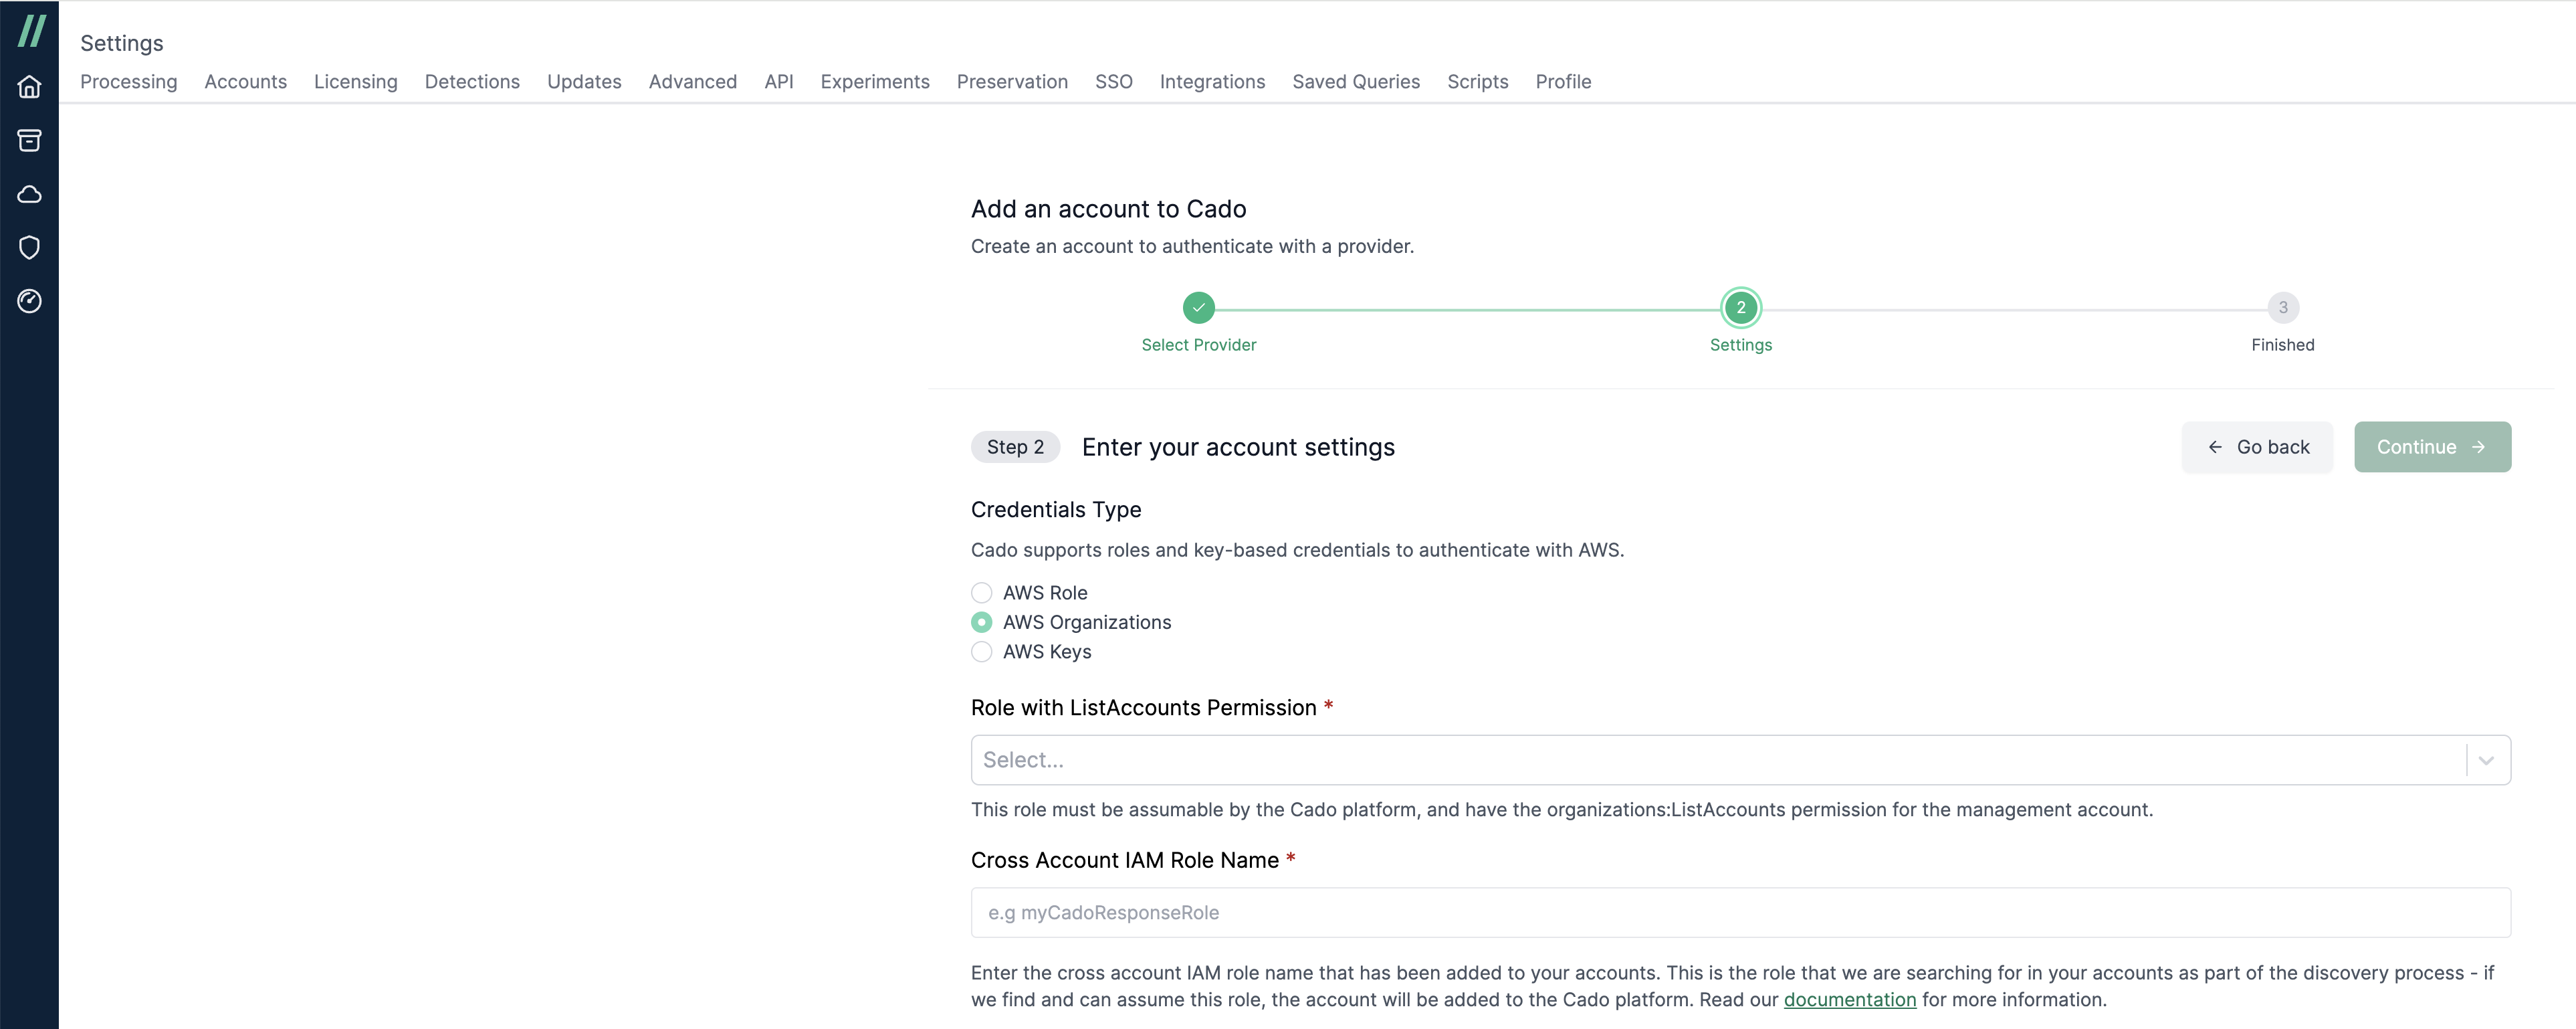 Settings
Processing Accounts Licensing Detections Updates Advanced API Experiments Preservation SSO Integrations Saved Queries Scripts Profile
Add an account to Cado
Create an account to authenticate with a provider.
2
3
Select Provider
Settings
Finished
Step 2 Enter your account settings
Go back
Continue
Credentials Type
Cado supports roles and key-based credentials to authenticate with AWS.
AWS Role
AWS Organizations
AWS Keys
Role with ListAccounts Permission *
Select...
This role must be assumable by the Cado platform, and have the organizations:ListAccounts permission for the management account.
Cross Account IAM Role Name *
e.g myCadoResponseRole
Enter the cross account IAM role name that has been added to your accounts. This is the role that we are searching for in your accounts as part of the discovery process - if
we find and can assume this role, the account will be added to the Cado platform. Read our documentation for more information.